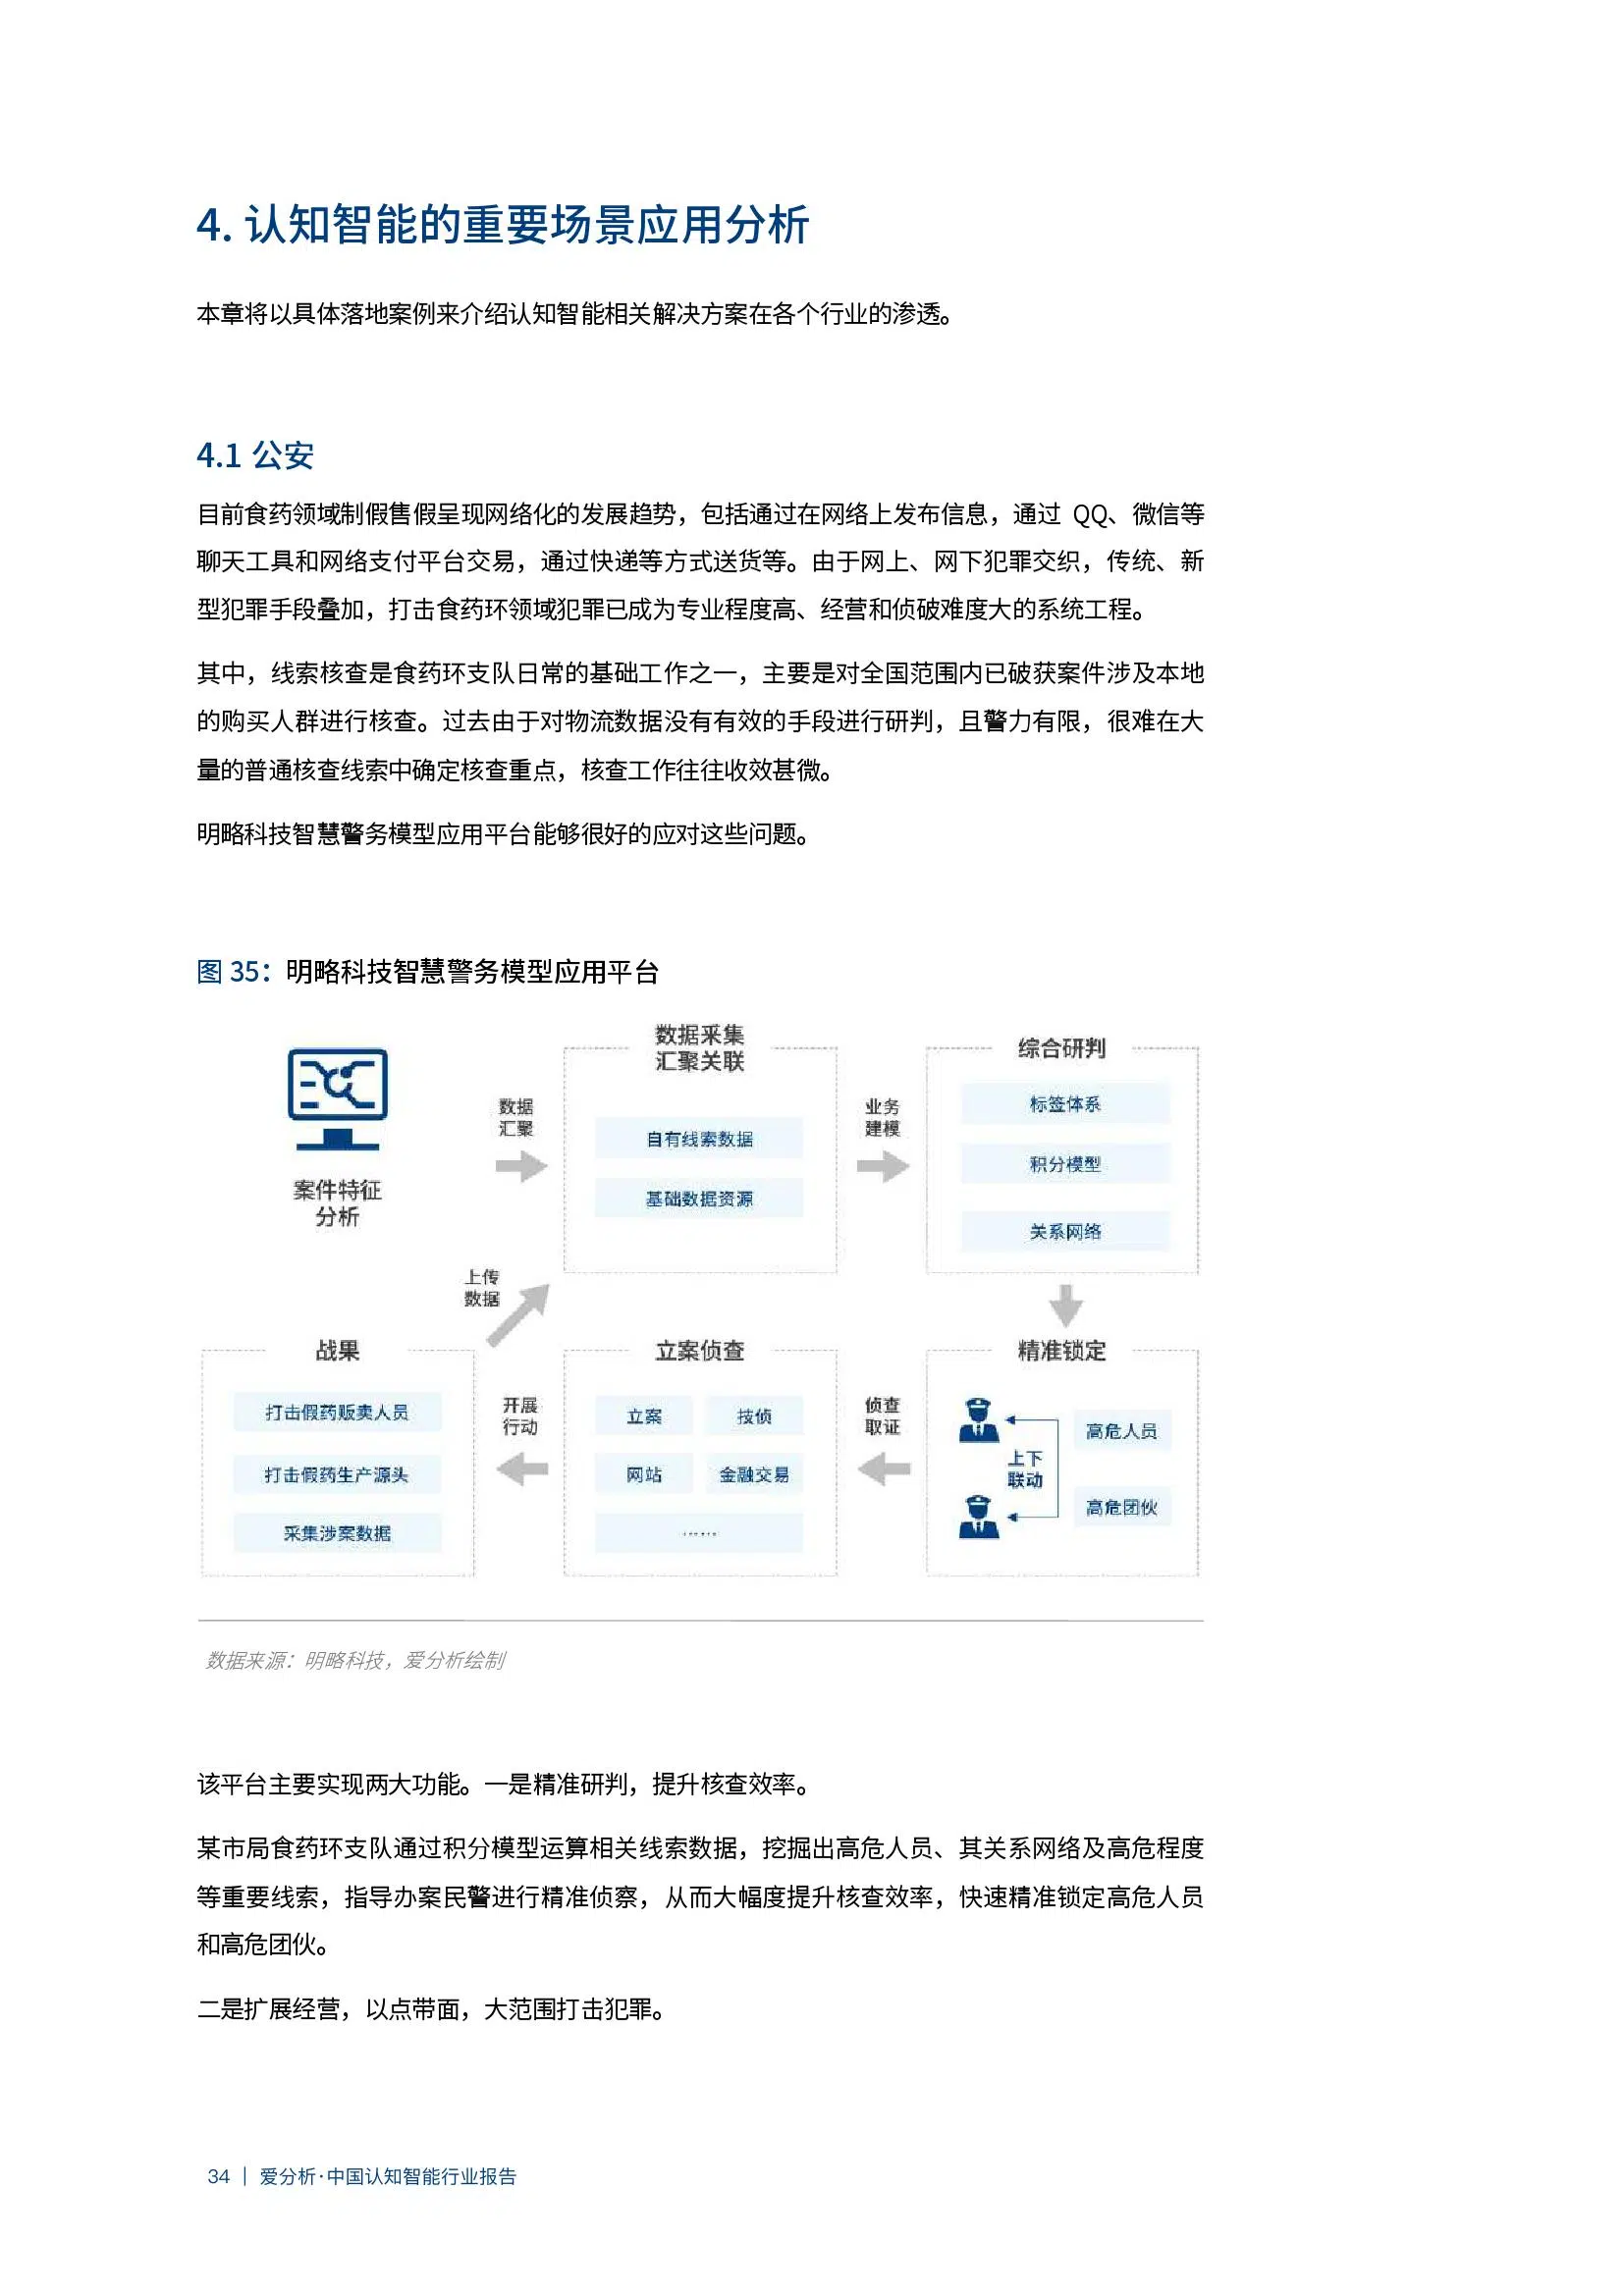 4. 认知智能的重要场景应用分析
本章将以具体落地案例来介绍认知智能相关解决方案在各个行业的渗透。
4.1 公安
目前食药领域制假售假呈现网络化的发展趋势，包括通过在网络上发布信息，通过 QQ、微信等
聊天工具和网络支付平台交易，通过快递等方式送货等。由于网上、网下犯罪交织，传统、新
型犯罪手段叠加，打击食药环领域犯罪已成为专业程度高、经营和侦破难度大的系统工程。
其中，线索核查是食药环支队日常的基础工作之一，主要是对全国范围内已破获案件涉及本地
的购买人群进行核查。过去由于对物流数据没有有效的手段进行研判，且警力有限，很难在大
量的普通核查线索中确定核查重点，核查工作往往收效甚微。
明略科技智慧警务模型应用平台能够很好的应对这些问题。
图 35：明略科技智慧警务模型应用平台
案件特征
分析
数据
汇聚
数据采集
汇聚关联
自有线索数据
基础数据资源
业务
建模
综合研判
标签体系
积分模型
关系网络
上传
数据
战果
打击假药贩卖人员
打击假药生产源头
采集涉案数据
开展
行动
立案侦查
立案
技侦
网站
金融交易
……
侦查
取证
精准锁定
上下
联动
高危人员
高危团伙
数据来源：明略科技，爱分析绘制
该平台主要实现两大功能。一是精准研判，提升核查效率。
某市局食药环支队通过积分模型运算相关线索数据，挖掘出高危人员、其关系网络及高危程度
等重要线索，指导办案民警进行精准侦察，从而大幅度提升核查效率，快速精准锁定高危人员
和高危团伙。
二是扩展经营，以点带面，大范围打击犯罪。
34 | 爱分析·中国认知智能行业报告